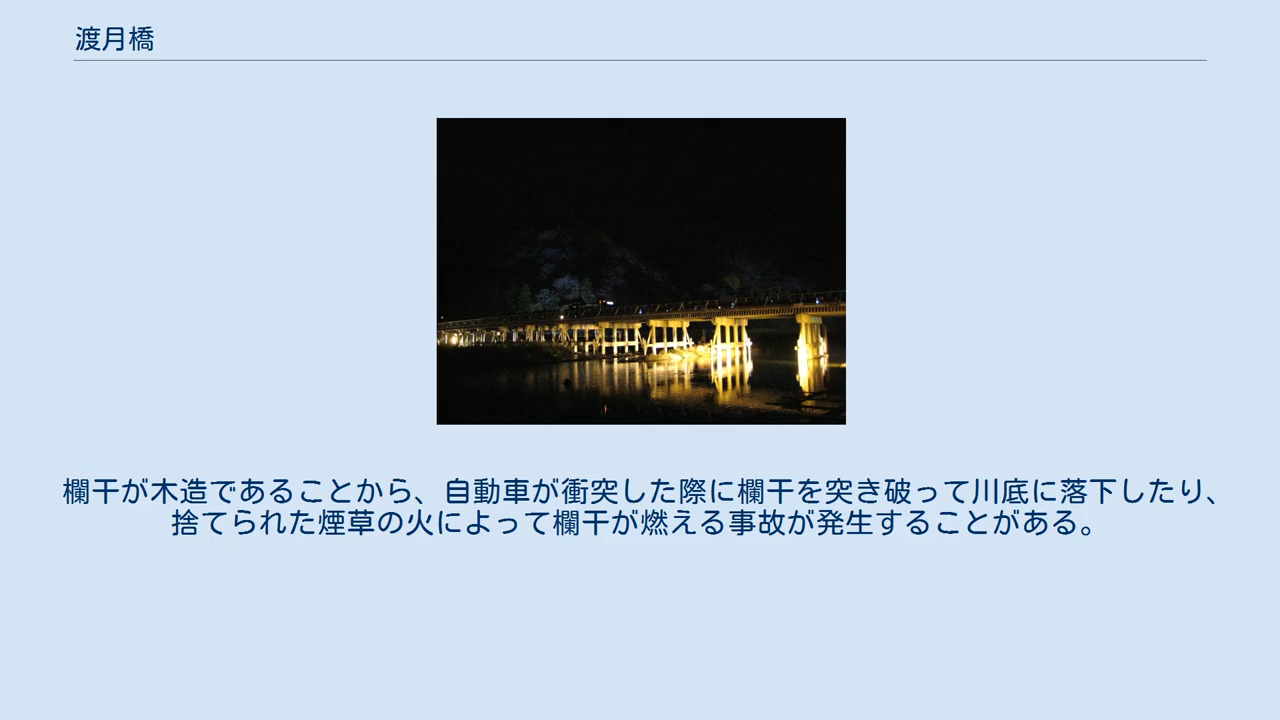 渡月橋
欄干が木造であることから、自動車が衝突した際に欄干を突き破って川底に落下したり、
捨てられた煙草の火によって欄干が燃える事故が発生することがある。